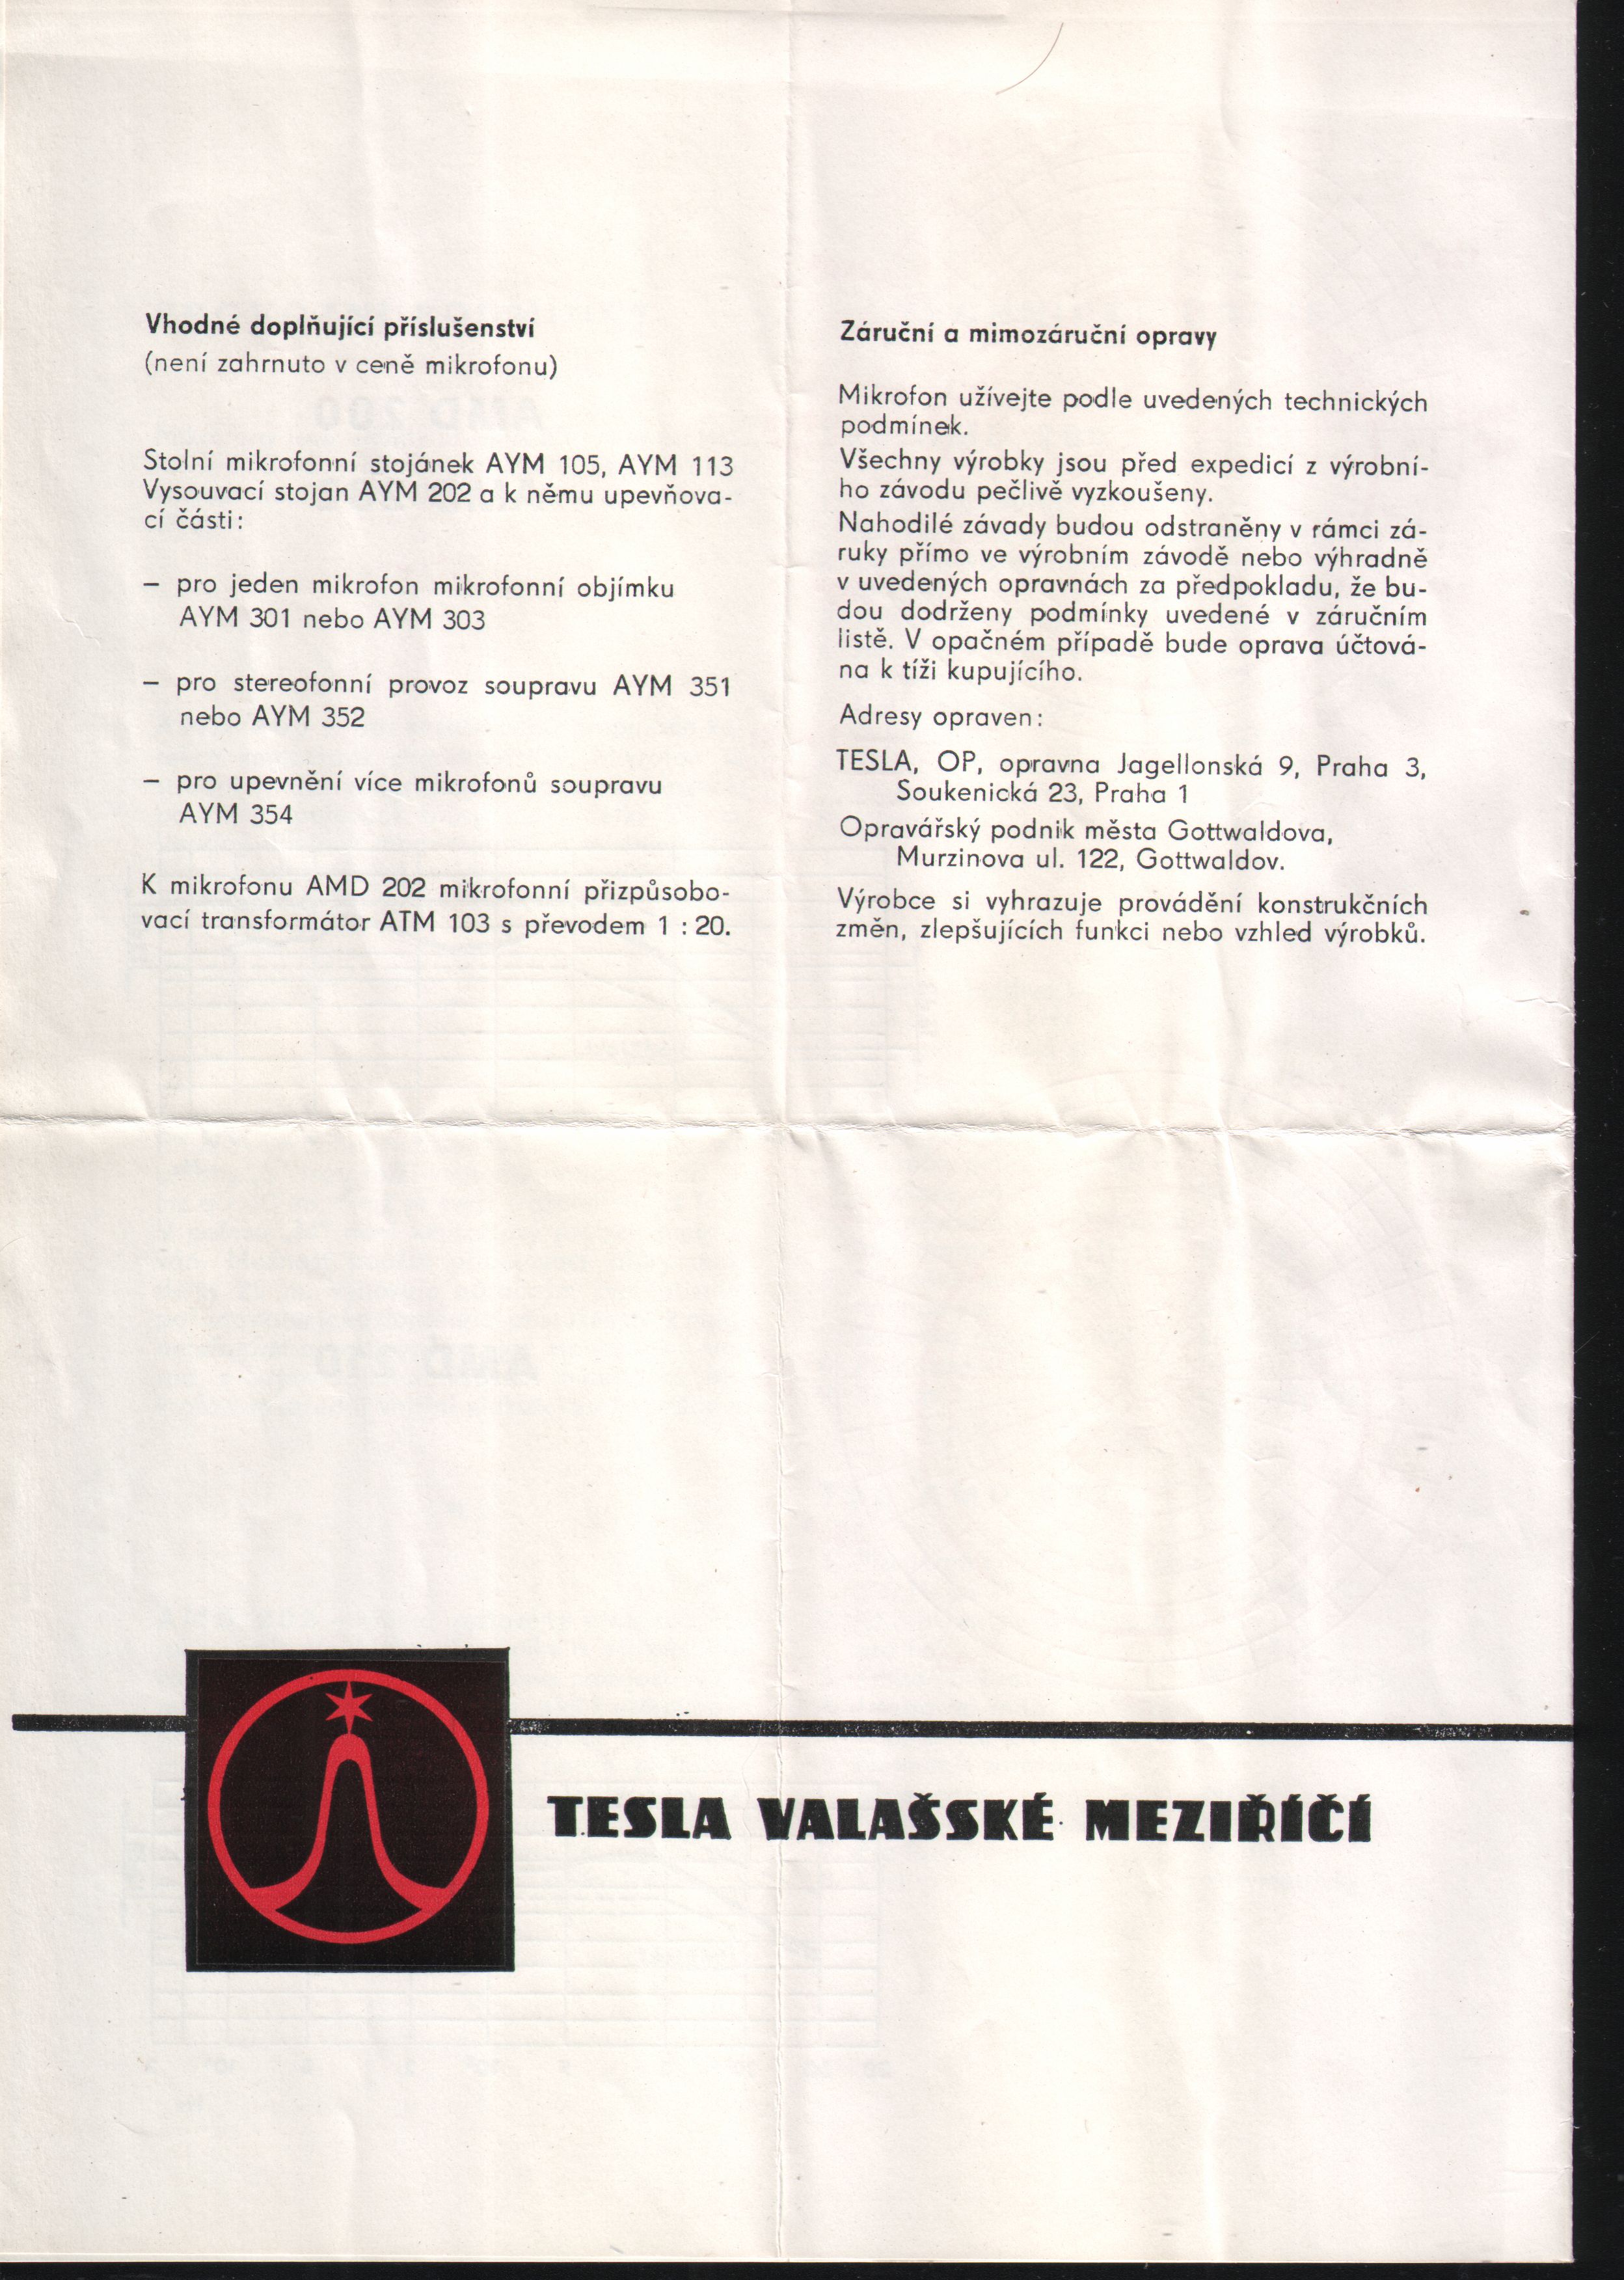 Vhodné doplňující příslušenství
(není zahrnuto v ceně mikrofonu)
Stolní mikrofonní stojánek AYM 105, AYM 113
Vysouvací stojan AYM 202 a k němu upevňova-
cí části:
– pro jeden mikrofon mikrofonní objímku
AYM 301 nebo AYM 303
– pro stereofonní provoz soupravu AYM 351
nebo AYM 352
– pro upevnění více mikrofonů soupravu
AYM 354
K mikrofonu AMD 202 mikrofonní přizpůsobo-
vací transformátor ATM 103 s převodem 1 : 20.
Záruční a mimozáruční opravy
Mikrofon užívejte podle uvedených technických
podmínek.
Všechny výrobky jsou před expedicí z výrobní-
ho závodu pečlivě vyzkoušeny.
Nahodilé závady budou odstraněny v rámci zá-
ruky přímo ve výrobním závodě nebo výhradně
v uvedených opravnách za předpokladu, že bu-
dou dodrženy podmínky uvedené v záručním
listě. V opačném případě bude oprava účtová-
na k tíži kupujícího.
Adresy opraven:
TESLA, OP, opravna Jagellonská 9, Praha 3,
Soukenická 23, Praha 1
Opravářský podnik města Gottwaldova,
Murzinova ul. 122, Gottwaldov.
Výrobce si vyhrazuje provádění konstrukčních
změn, zlepšujících funkci nebo vzhled výrobků.
TESLA VALAŠSKÉ MEZIŘÍČÍ